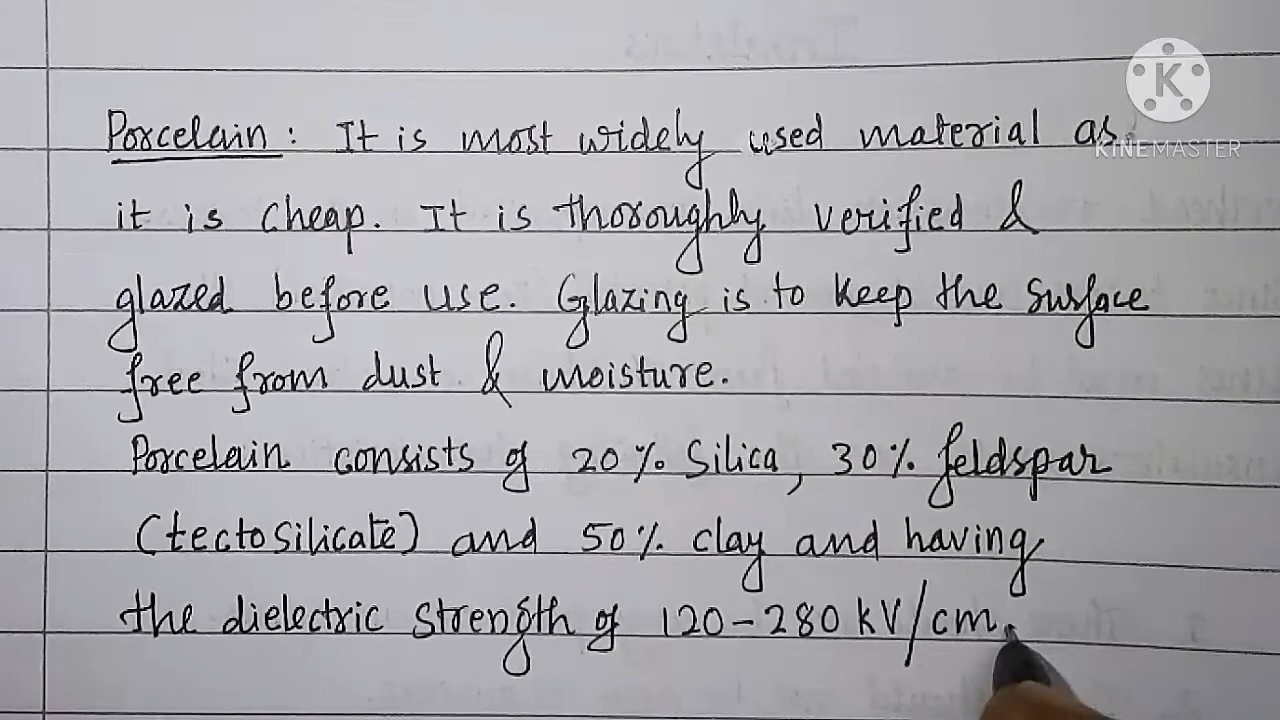 Porcelain: It is most widely used material as
it is cheap. It is thoroughly verified &
glazed before use. Glazing is to keep the surface
free from dust & moisture.
Porcelain consists of 20% Silica, 30% feldspar
(tectosilicate) and 50% clay and having
the dielectric strength of 120-280 kV/cm.
K
KINEMASTER